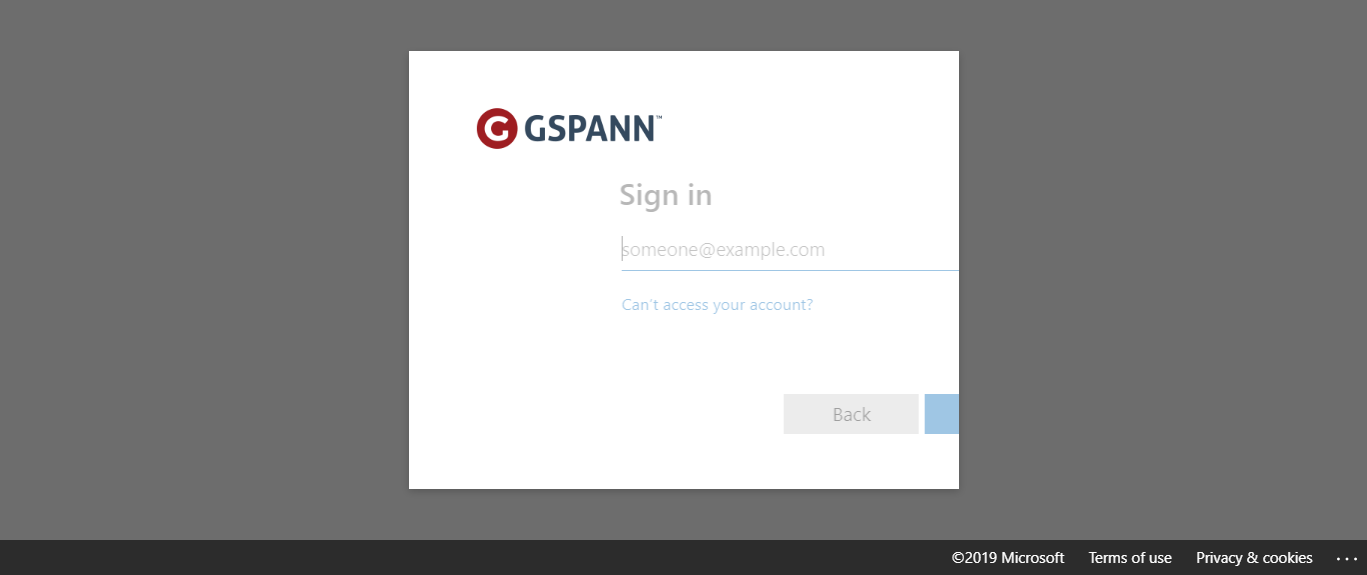 GSPANN™
Sign in
someone@example.com
Can't access your account?
Back
©2019 Microsoft Terms of use Privacy & cookies ...